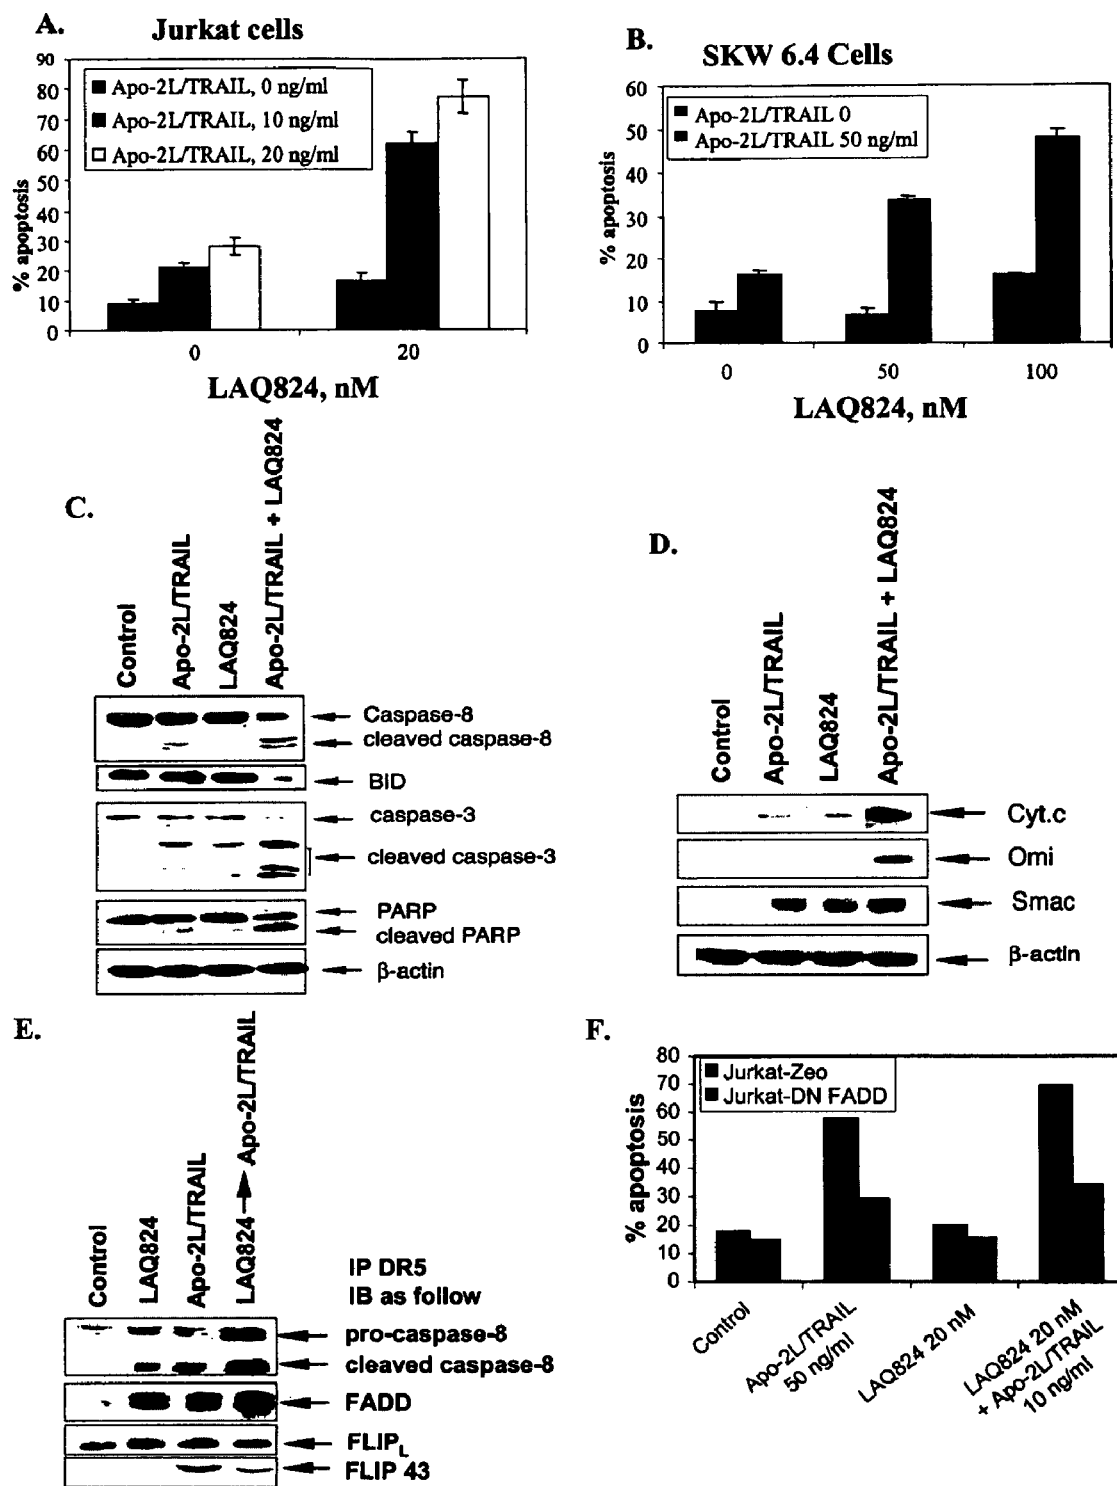 A.
Jurkat cells
90
80
70
60
50
40
30
20
10
0
% apoptosis
Apo-2L/TRAIL, 0 ng/ml
Apo-2L/TRAIL, 10 ng/ml
Apo-2L/TRAIL, 20 ng/ml
0
20
LAQ824, nM
B.
SKW 6.4 Cells
60
50
40
30
20
10
0
% apoptosis
Apo-2L/TRAIL 0
Apo-2L/TRAIL 50 ng/ml
0
50
100
LAQ824, nM
C.
Control
Apo-2L/TRAIL
LAQ824
Apo-2L/TRAIL + LAQ824
Caspase-8
cleaved caspase-8
BID
caspase-3
cleaved caspase-3
PARP
cleaved PARP
β-actin
D.
Control
Apo-2L/TRAIL
LAQ824
Apo-2L/TRAIL + LAQ824
Cyt.c
Omi
Smac
β-actin
E.
Control
LAQ824
Apo-2L/TRAIL
LAQ824→Apo-2L/TRAIL
IP DR5
IB as follow
pro-caspase-8
cleaved caspase-8
FADD
FLIPL
FLIP 43
F.
80
70
60
50
40
30
20
10
0
% apoptosis
Jurkat-Zeo
Jurkat-DN FADD
Control
Apo-2L/TRAIL
50 ng/ml
LAQ824 20 nM
LAQ824 20 nM
+ Apo-2L/TRAIL
10 ng/ml